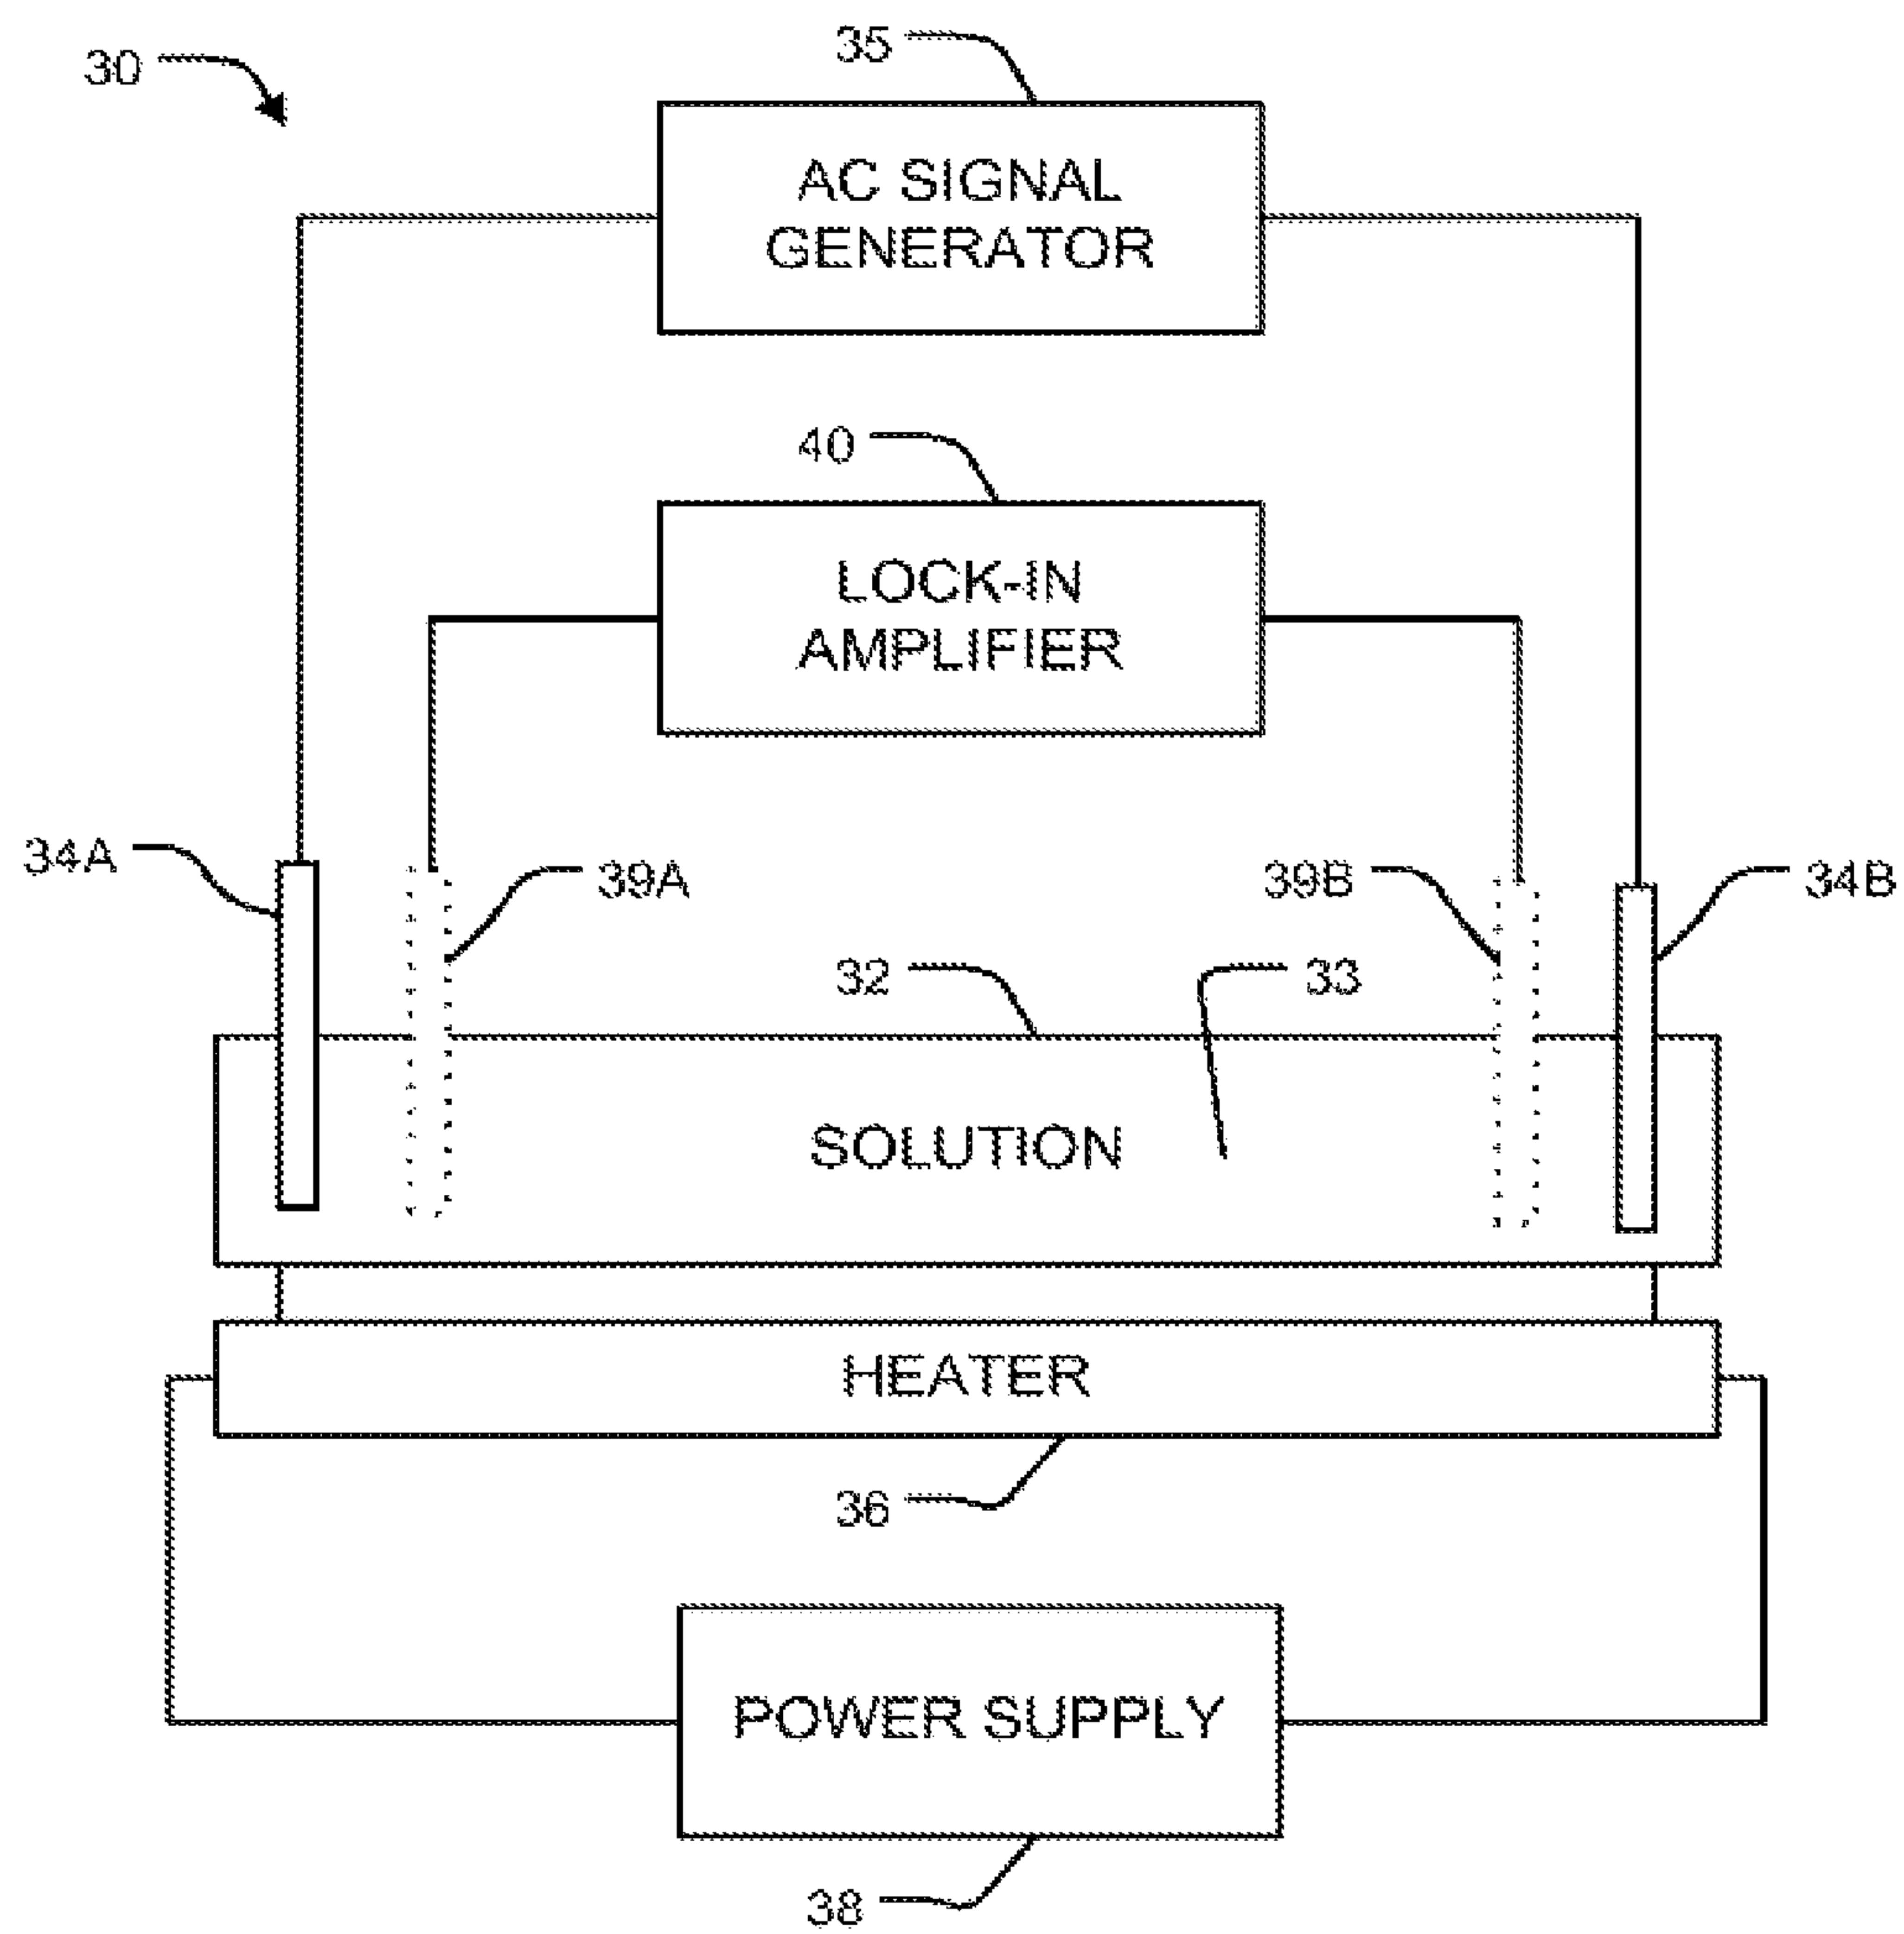 30
35
AC SIGNAL
GENERATOR
40
LOCK-IN
AMPLIFIER
34A
39A
39B
34B
32
33
SOLUTION
HEATER
36
POWER SUPPLY
38